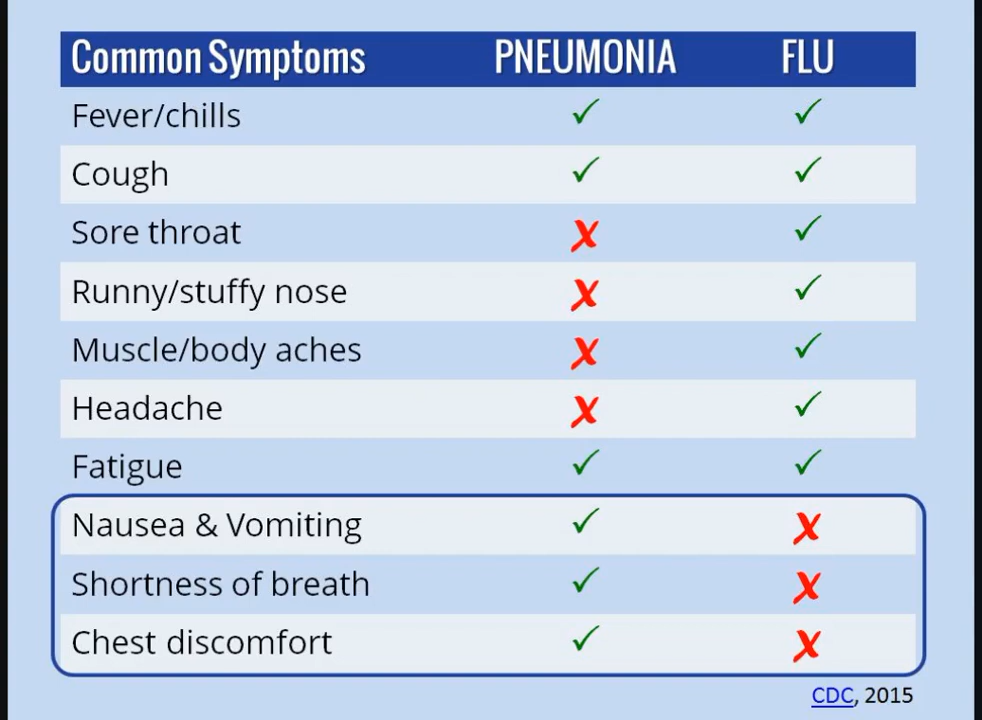 Common Symptoms PNEUMONIA FLU
Fever/chills ✓ ✓
Cough ✓ ✓
Sore throat ✗ ✓
Runny/stuffy nose ✗ ✓
Muscle/body aches ✗ ✓
Headache ✗ ✓
Fatigue ✓ ✓
Nausea & Vomiting ✓ ✗
Shortness of breath ✓ ✗
Chest discomfort ✓ ✗
CDC, 2015